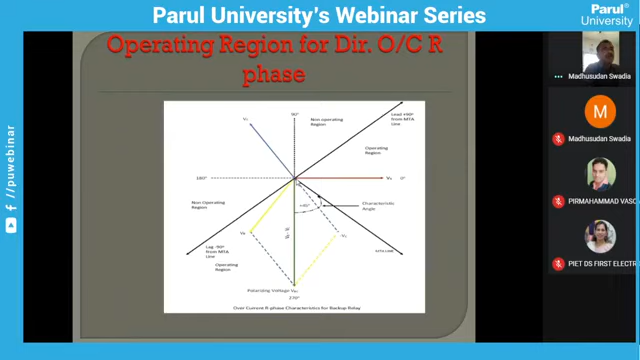 Parul University's Webinar Series
Parul®
University
/puwebinar
Operating Region for Dir. O/C R
phase
90°
Non operating
Region
Lead +90°
from MTA
Line
Operating
Region
180°
0°
Non Operating
Region
+45°
Characteristic
Angle
Lag -90°
from MTA
Line
Operating
Region
MTA LINE
Polarizing Voltage
270°
Over Current R-phase Characteristics for Backup Relay
Madhusudan Swadia
M
Madhusudan Swadia
PIRMAHAMMAD VASO
PIET DS FIRST ELECTR